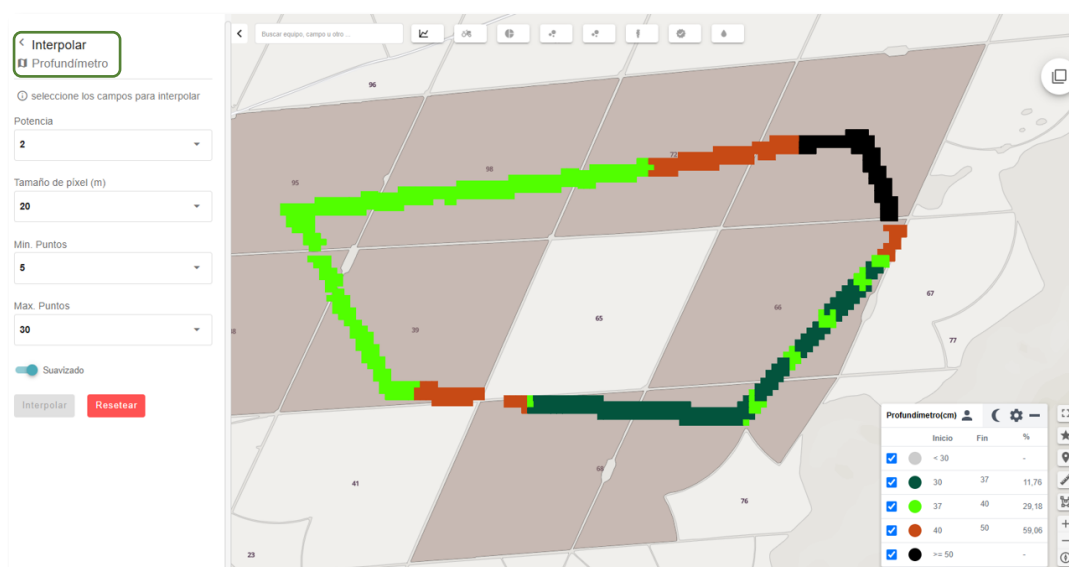 Interpolar
Profundímetro
seleccione los campos para interpolar
Potencia
2
Tamaño de píxel (m)
20
Min. Puntos
5
Max. Puntos
30
Suavizado
Interpolar
Resetear
Buscar equipo, campo u otro ...
96
95
98
39
65
66
67
77
41
68
76
23
Profundímetro(cm)
Inicio Fin %
< 30 -
30 37 11,76
37 40 29,18
40 50 59,06
>= 50 -